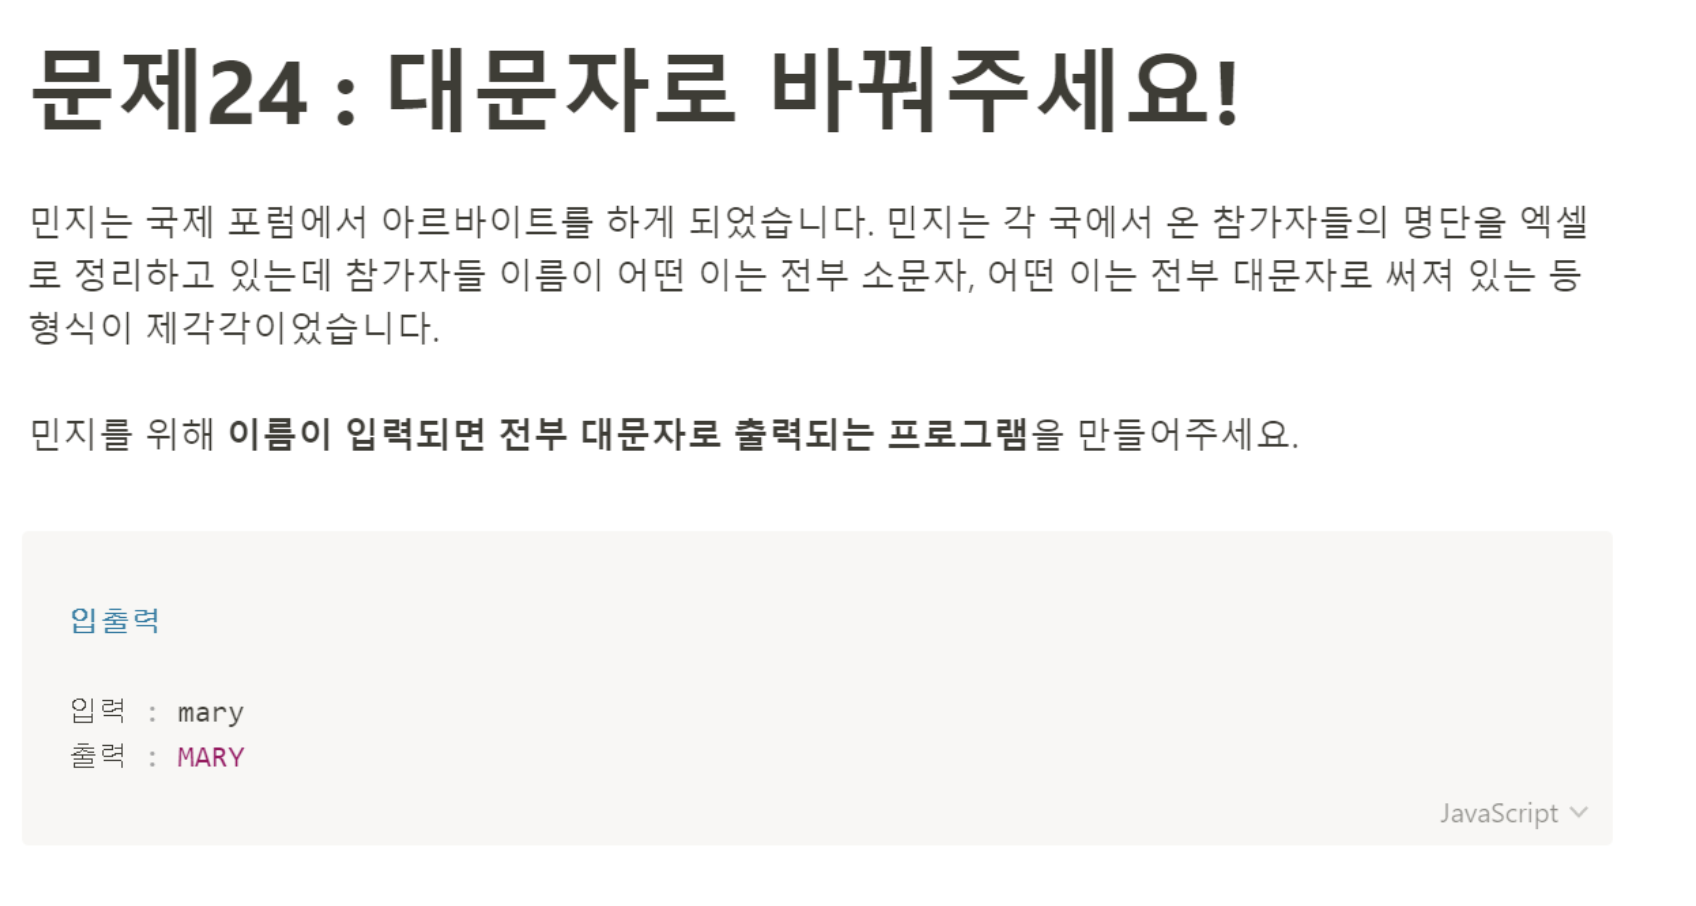 문제24 : 대문자로 바꿔주세요!
민지는 국제 포럼에서 아르바이트를 하게 되었습니다. 민지는 각 국에서 온 참가자들의 명단을 엑셀
로 정리하고 있는데 참가자들 이름이 어떤 이는 전부 소문자, 어떤 이는 전부 대문자로 써져 있는 등
형식이 제각각이었습니다.
민지를 위해 이름이 입력되면 전부 대문자로 출력되는 프로그램을 만들어주세요.
입출력
입력 : mary
출력 : MARY
JavaScript